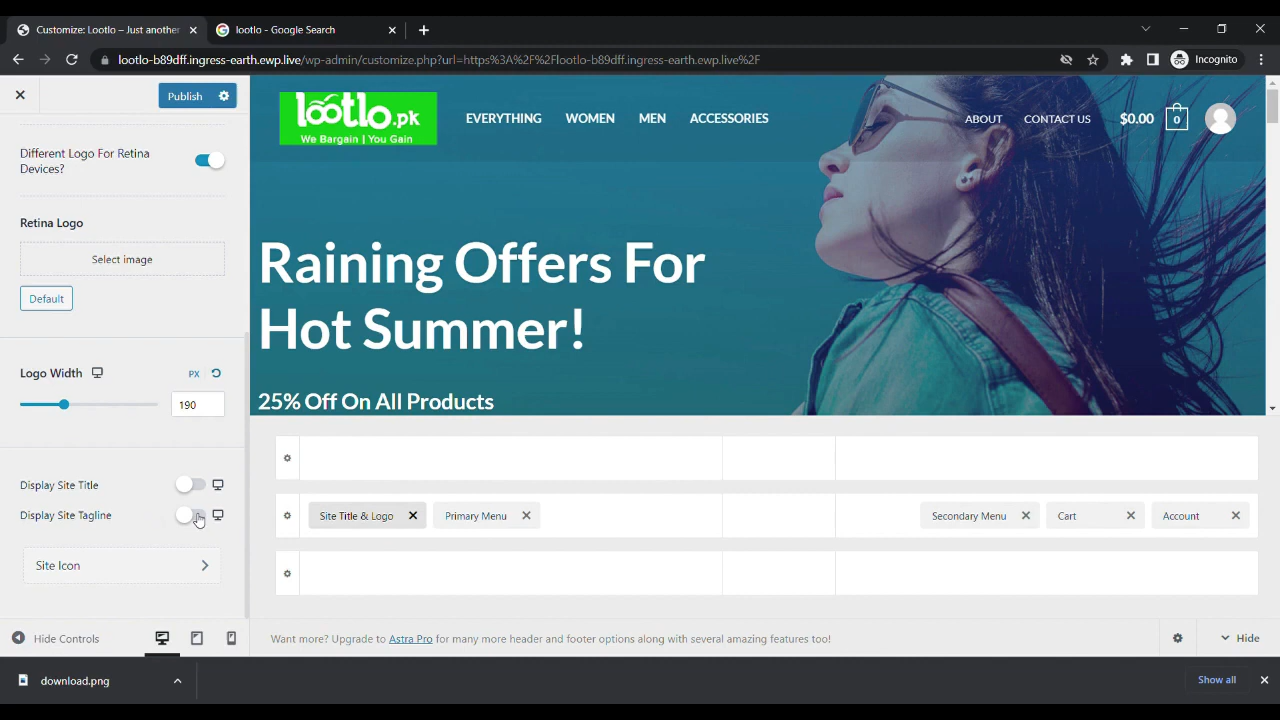 Customize: Lootlo – Just another
lootlo - Google Search
lootlo-b89dff.ingress-earth.ewp.live/wp-admin/customize.php?url=https%3A%2F%2Flootlo-b89dff.ingress-earth.ewp.live%2F
Incognito
Publish
Different Logo For Retina
Devices?
Retina Logo
Select image
Default
Logo Width
PX
190
Display Site Title
Display Site Tagline
Site Icon
Hide Controls
lootlo.pk
We Bargain | You Gain
EVERYTHING
WOMEN
MEN
ACCESSORIES
ABOUT
CONTACT US
$0.00
0
Raining Offers For
Hot Summer!
25% Off On All Products
Site Title & Logo
Primary Menu
Secondary Menu
Cart
Account
Want more? Upgrade to Astra Pro for many more header and footer options along with several amazing features too!
Hide
download.png
Show all